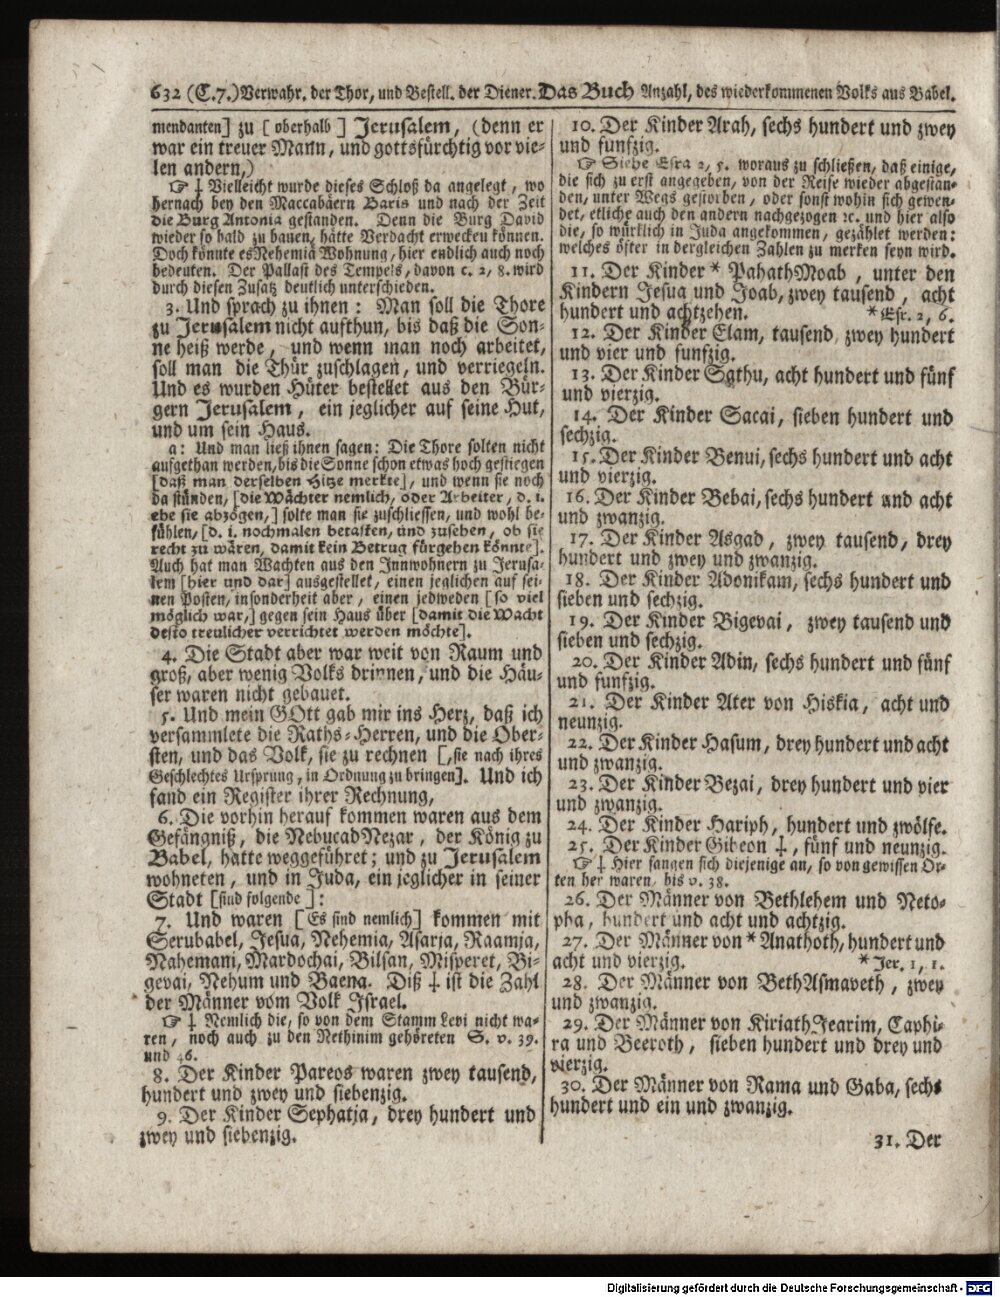 632 (C.7.) Verwahr. der Thor, und Bestell. der Diener. Das Buch Anzahl, des wiederkommenen Volks aus Babel.
mendanten] zu [ oberhalb ] Jerusalem, (denn er
war ein treuer Mann, und gottsfürchtig vor vie-
len andern,)
☞ ‡ Vielleicht wurde dieses Schloß da angelegt, wo
hernach bey den Maccabäern Baris und nach der Zeit
die Burg Antonia gestanden. Denn die Burg David
wieder so bald zu bauen, hätte Verdacht erwecken können.
Doch könnte es Nehemiä Wohnung, hier endlich auch noch
bedeuten. Der Pallast des Tempels, davon c. 2, 8. wird
durch diesen Zusatz deutlich unterschieden.
3. Und sprach zu ihnen: Man soll die Thore
zu Jerusalem nicht aufthun, bis daß die Son-
ne heiß werde, und wenn man noch arbeitet,
soll man die Thür zuschlagen, und verriegeln.
Und es wurden Hüter bestellet aus den Bür-
gern Jerusalem, ein jeglicher auf seine Hut,
und um sein Haus.
a: Und man ließ ihnen sagen: Die Thore solten nicht
aufgethan werden, bis die Sonne schon etwas hoch gestiegen
[daß man derselben Hitze merkte], und wenn sie noch
da stünden, [die Wächter nemlich, oder Arbeiter, d. i.
ehe sie abzögen,] solte man sie zuschliessen, und wohl be-
fühlen, [d. i. nochmalen betasten, und zusehen, ob sie
recht zu wären, damit kein Betrug fürgehen könnte].
Auch hat man Wachten aus den Innwohnern zu Jerusa-
lem [hier und dar] ausgestellet, einen jeglichen auf sei-
nen Posten, insonderheit aber, einen jedweden [so viel
möglich war,] gegen sein Haus über [damit die Wacht
desto treulicher verrichtet werden möchte].
4. Die Stadt aber war weit von Raum und
groß, aber wenig Volks drinnen, und die Häu-
ser waren nicht gebauet.
5. Und mein GOtt gab mir ins Herz, daß ich
versammlete die Raths-Herren, und die Ober-
sten, und das Volk, sie zu rechnen [,sie nach ihres
Geschlechtes Ursprung, in Ordnung zu bringen]. Und ich
fand ein Register ihrer Rechnung,
6. Die vorhin herauf kommen waren aus dem
Gefängniß, die NebucadNezar, der König zu
Babel, hatte weggeführet; und zu Jerusalem
wohneten, und in Juda, ein jeglicher in seiner
Stadt [sind folgende]:
7. Und waren [Es sind nemlich] kommen mit
Serubabel, Jesua, Nehemia, Asarja, Raamja,
Nahemani, Mardochai, Bilsan, Misperet, Bi-
gevai, Nehum und Baena. Diß ‡ ist die Zahl
der Männer vom Volk Israel.
☞ ‡ Nemlich die, so von dem Stamm Levi nicht wa-
ren, noch auch zu den Nethinim gehöreten S. v. 39.
und 46.
8. Der Kinder Pareos waren zwey tausend,
hundert und zwey und siebenzig.
9. Der Kinder Sephatja, drey hundert und
zwey und siebenzig.
10. Der Kinder Arah, sechs hundert und zwey
und funfzig.
☞ Siehe Esra 2, 5. woraus zu schließen, daß einige,
die sich zu erst angegeben, von der Reise wieder abgestan-
den, unter Wegs gestorben, oder sonst wohin sich gewen-
det, etliche auch den andern nachgezogen ꝛc. und hier also
die, so würklich in Juda angekommen, gezählet werden:
welches öfter in dergleichen Zahlen zu merken seyn wird.
11. Der Kinder * PahathMoab, unter den
Kindern Jesua und Joab, zwey tausend, acht
hundert und achtzehen. * Esr. 2, 6.
12. Der Kinder Elam, tausend, zwey hundert
und vier und funfzig.
13. Der Kinder Sathu, acht hundert und fünf
und vierzig.
14. Der Kinder Sacai, sieben hundert und
sechzig.
15. Der Kinder Benui, sechs hundert und acht
und vierzig.
16. Der Kinder Bebai, sechs hundert und acht
und zwanzig.
17. Der Kinder Asgad, zwey tausend, drey
hundert und zwey und zwanzig.
18. Der Kinder Adonikam, sechs hundert und
sieben und sechzig.
19. Der Kinder Bigevai, zwey tausend und
sieben und sechzig.
20. Der Kinder Adin, sechs hundert und fünf
und funfzig.
21. Der Kinder Ater von Hiskia, acht und
neunzig.
22. Der Kinder Hasum, drey hundert und acht
und zwanzig.
23. Der Kinder Bezai, drey hundert und vier
und zwanzig.
24. Der Kinder Hariph, hundert und zwölfe.
25. Der Kinder Gibeon ‡, fünf und neunzig.
☞ ‡ Hier fangen sich diejenige an, so von gewissen Or-
ten her waren, bis v. 38.
26. Der Männer von Bethlehem und Neto-
pha, hundert und acht und achtzig.
27. Der Männer von * Anathoth, hundert und
acht und vierzig. * Jer. 1, 1.
28. Der Männer von BethAsmaveth, zwey
und zwanzig.
29. Der Männer von KiriathJearim, Caphi-
ra und Beeroth, sieben hundert und drey und
vierzig.
30. Der Männer von Rama und Gaba, sechs
hundert und ein und zwanzig.
31. Der
Digitalisierung gefördert durch die Deutsche Forschungsgemeinschaft - DFG